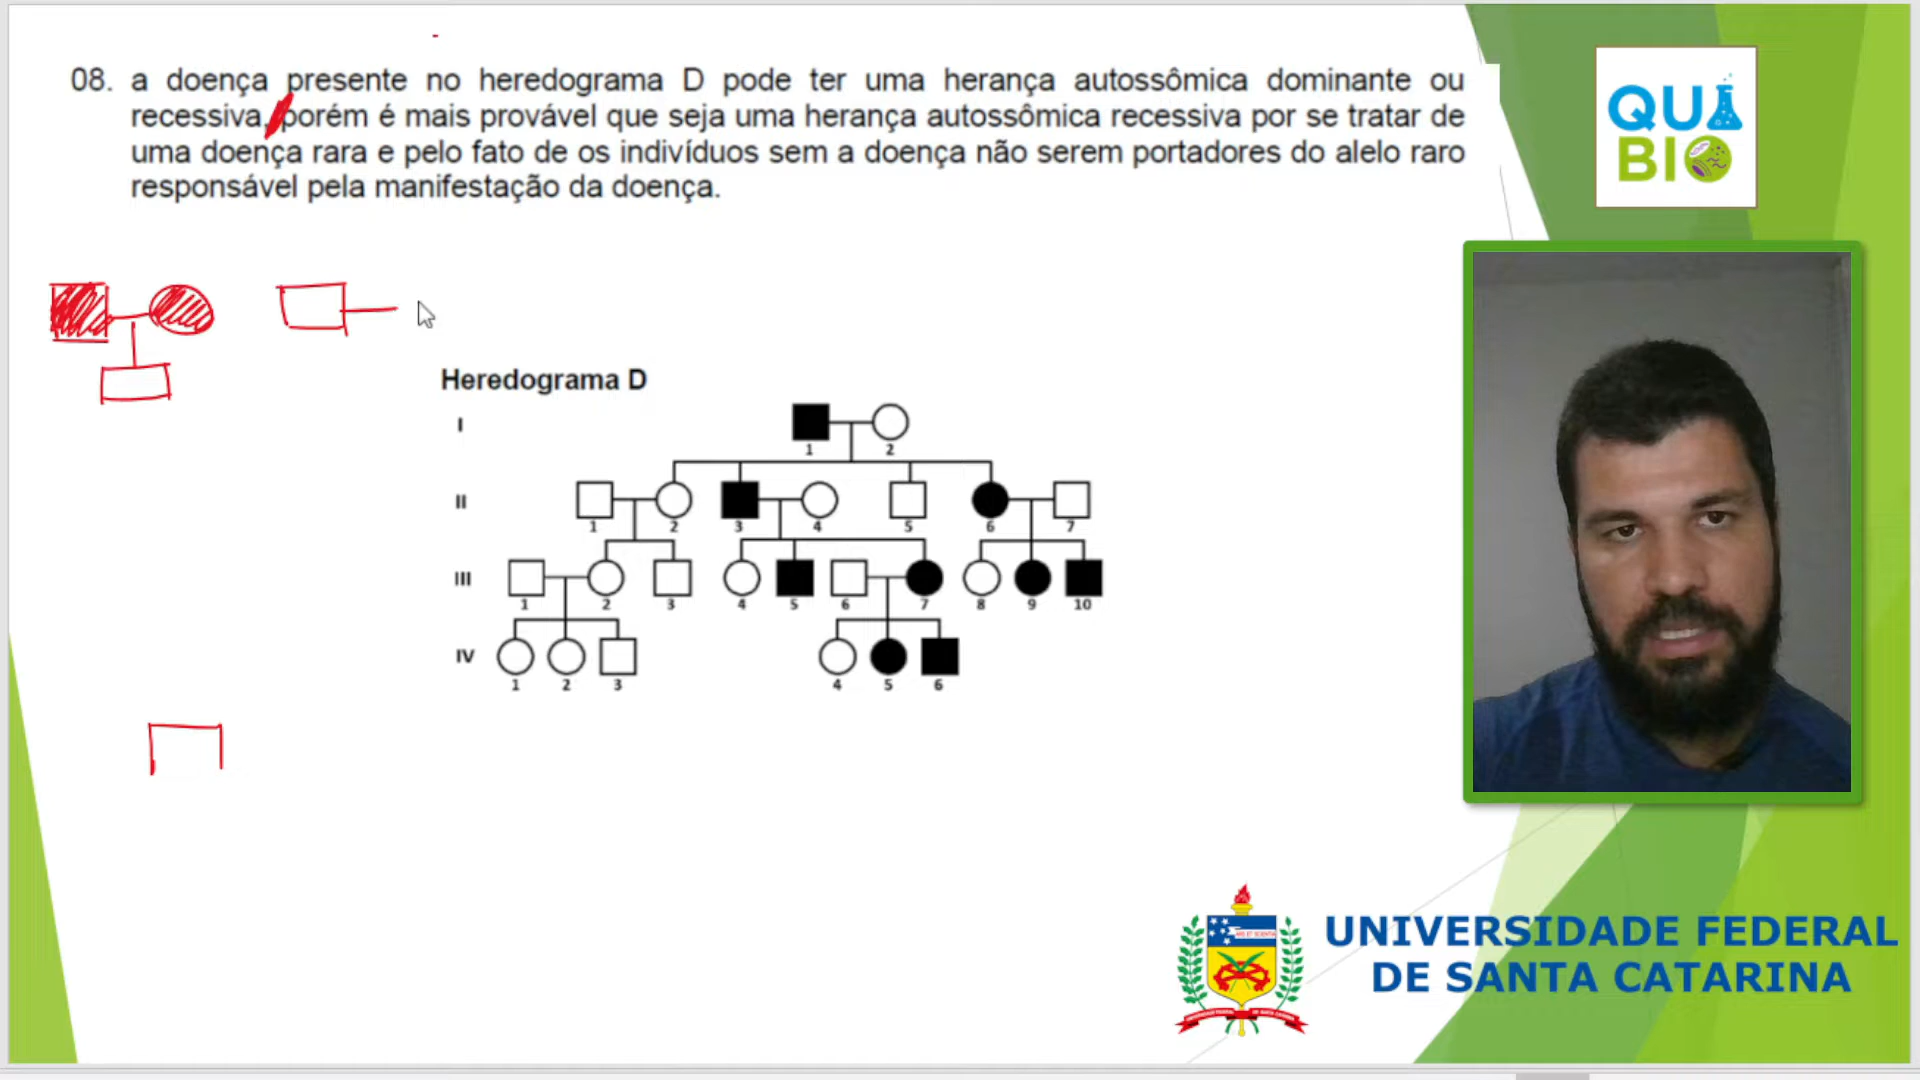 08. a doença presente no heredograma D pode ter uma herança autossômica dominante ou
recessiva, porém é mais provável que seja uma herança autossômica recessiva por se tratar de
uma doença rara e pelo fato de os indivíduos sem a doença não serem portadores do alelo raro
responsável pela manifestação da doença.
QUI
BIO
Heredograma D
I
1 2
II
1 2 3 4 5 6 7
III
1 2 3 4 5 6 7 8 9 10
IV
1 2 3 4 5 6
UNIVERSIDADE FEDERAL
DE SANTA CATARINA